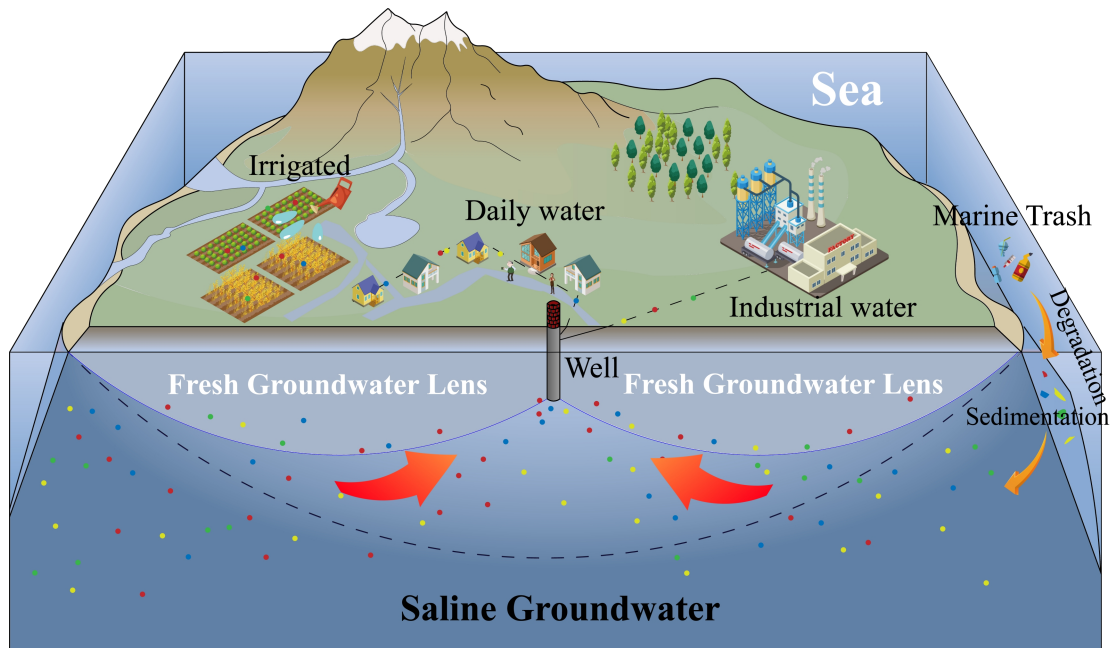 Sea
Irrigated
Daily water
Marine Trash
FACTORY
Industrial water
Degradation
Well
Fresh Groundwater Lens
Fresh Groundwater Lens
Sedimentation
Saline Groundwater